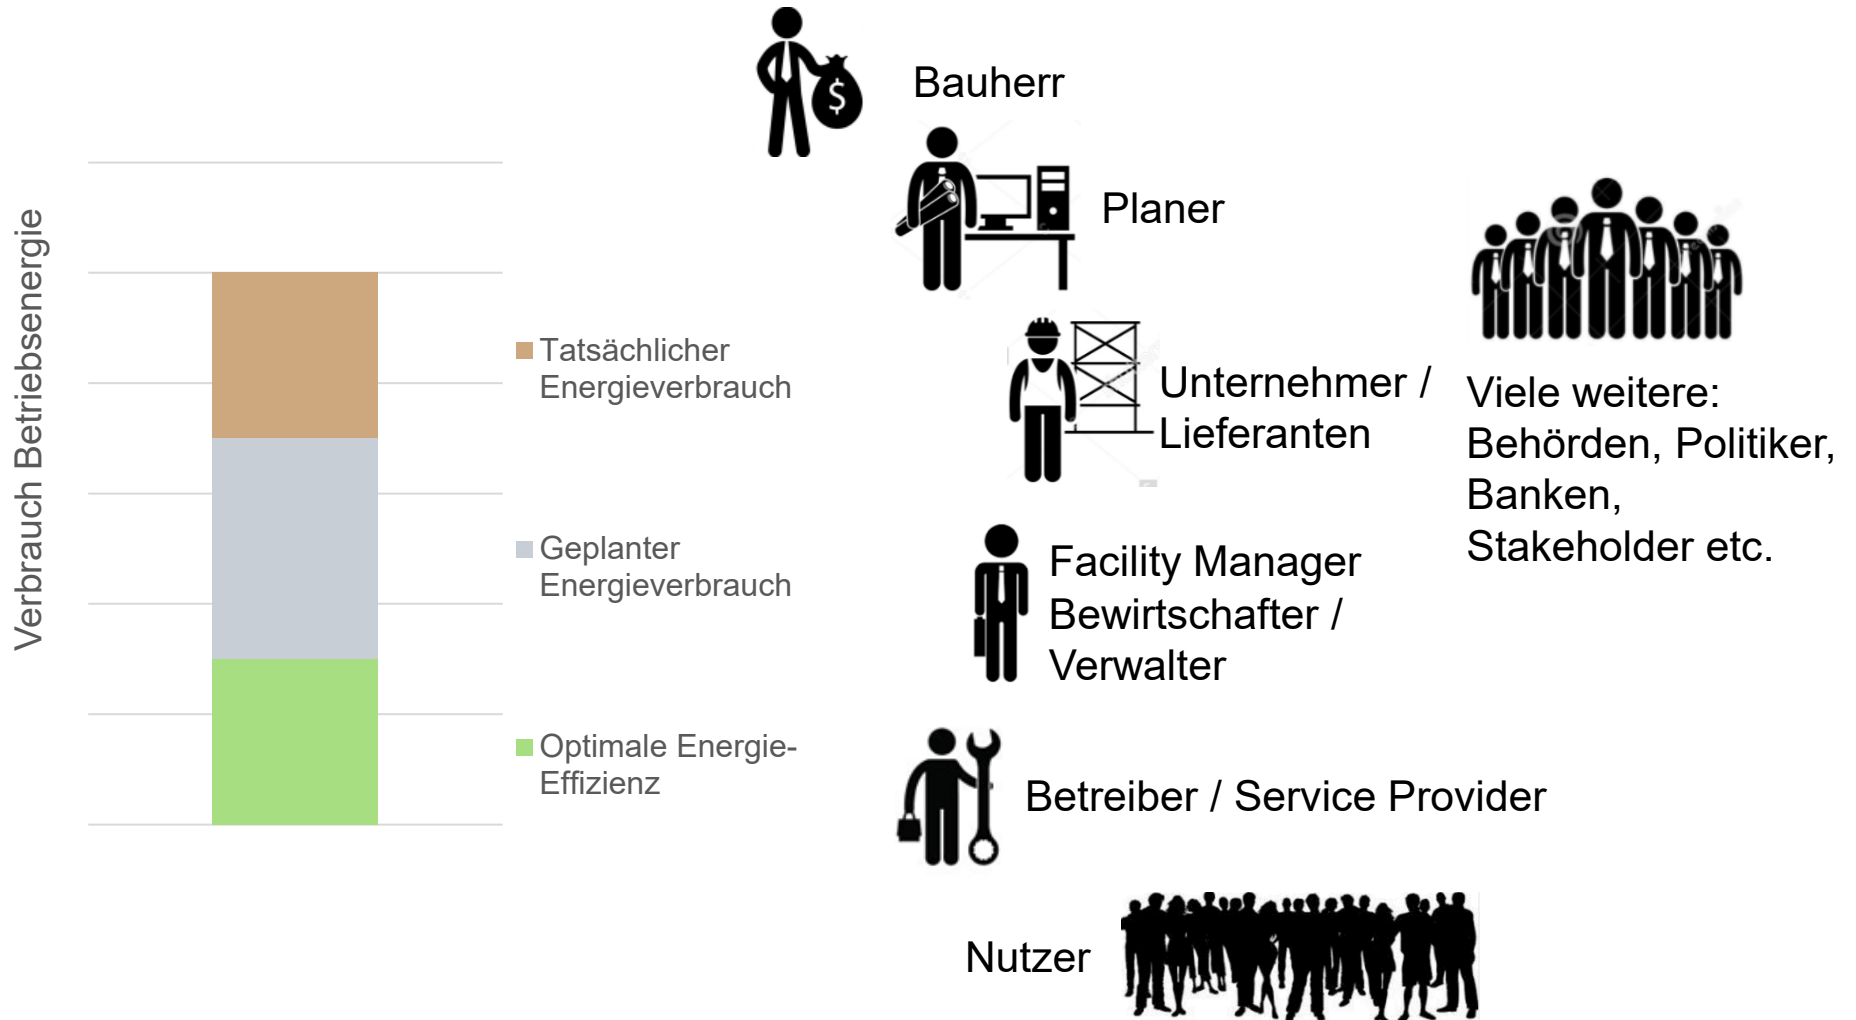 Verbrauch Betriebsenergie
Tatsächlicher
Energieverbrauch
Geplanter
Energieverbrauch
Optimale Energie-
Effizienz
$
Bauherr
Planer
Unternehmer /
Lieferanten
Facility Manager
Bewirtschafter /
Verwalter
Betreiber / Service Provider
Nutzer
Viele weitere:
Behörden, Politiker,
Banken,
Stakeholder etc.